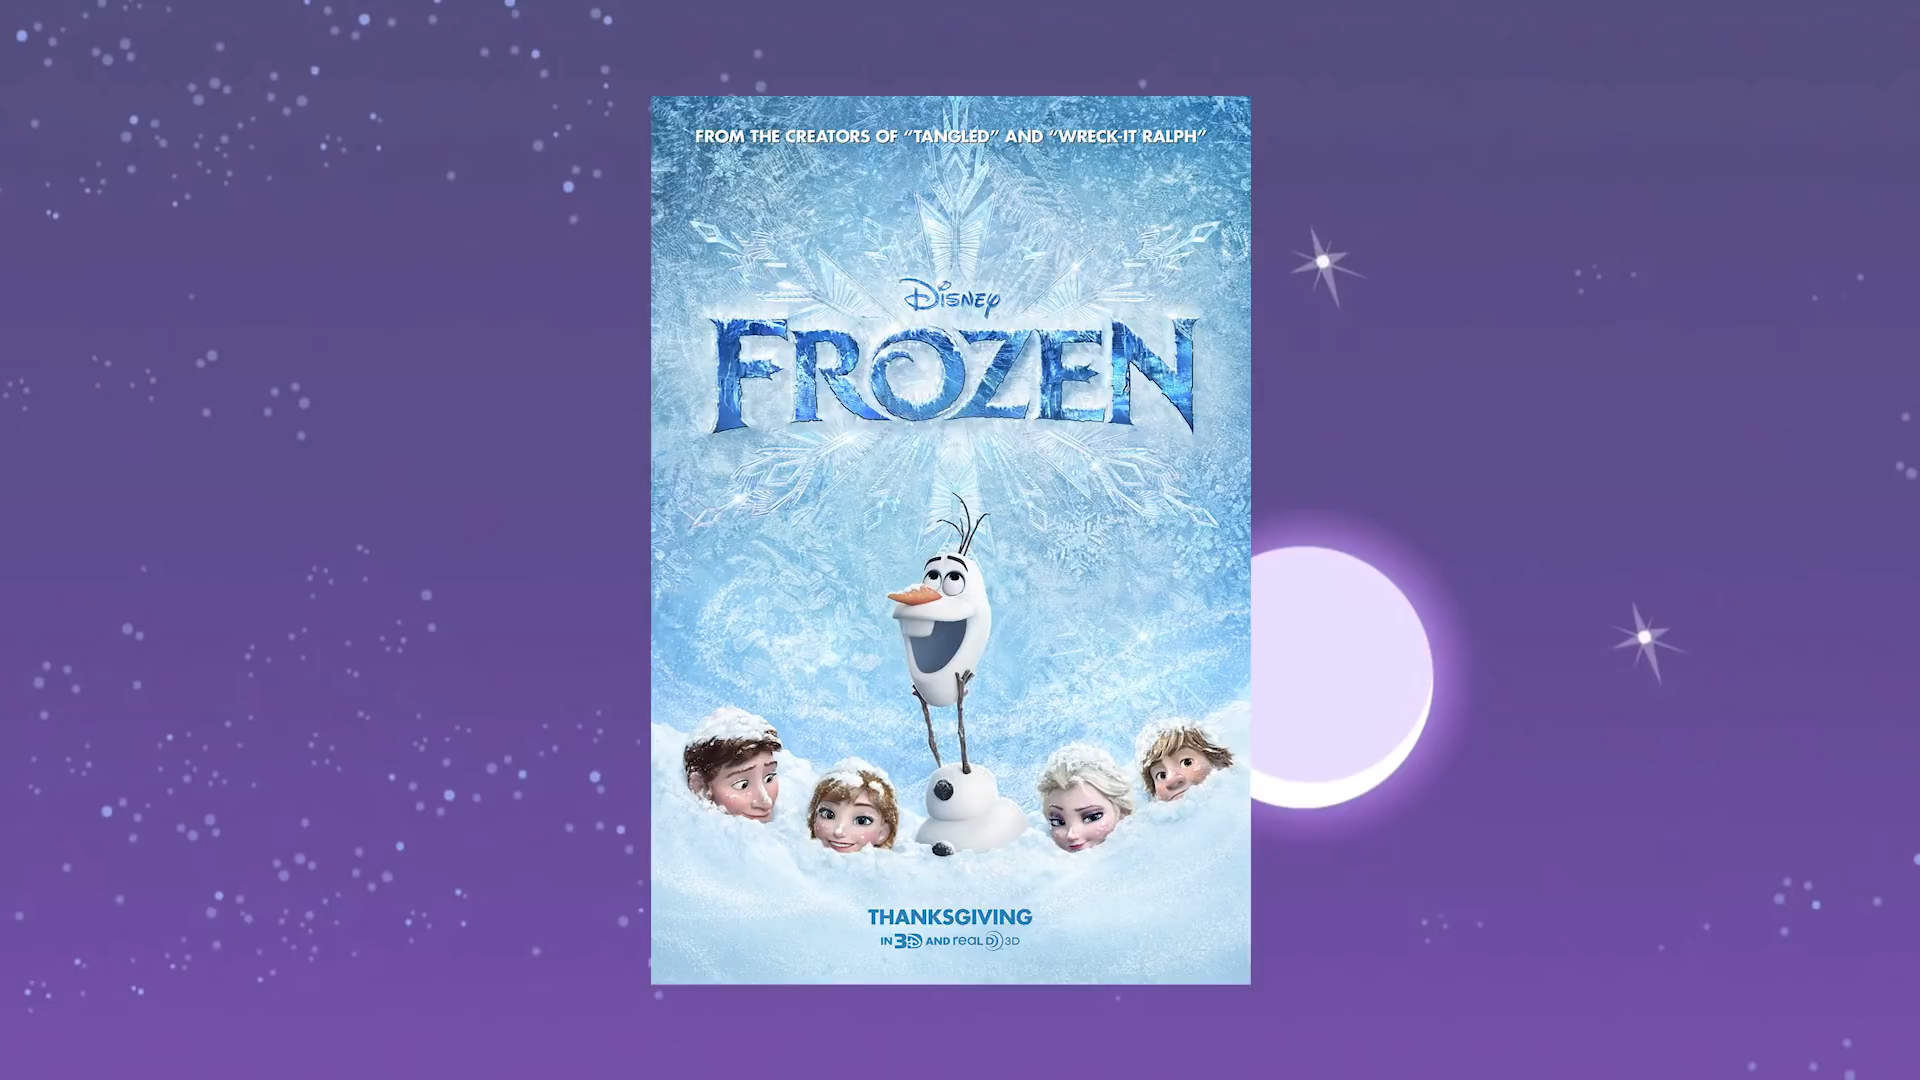 FROM THE CREATORS OF “TANGLED” AND “WRECK-IT RALPH”
DISNEY
FROZEN
THANKSGIVING
IN 3D AND REAL D 3D